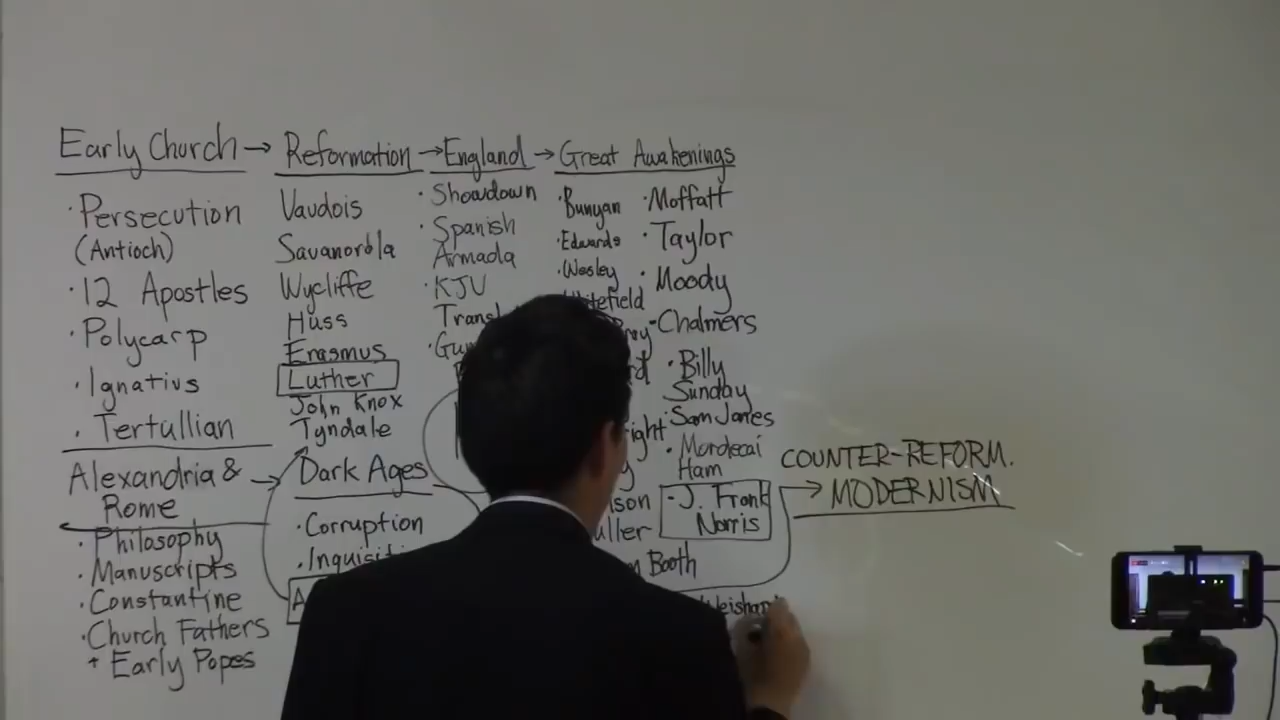 Early Church → Reformation → England → Great Awakenings
· Persecution
(Antioch)
· 12 Apostles
· Polycarp
· Ignatius
· Tertullian
Alexandria &
Rome
· Philosophy
· Manuscripts
· Constantine
· Church Fathers
+ Early Popes
Vaudois
Savanorola
Wycliffe
Huss
Erasmus
Luther
John Knox
Tyndale
Dark Ages
· Corruption
· Showdown
· Spanish
Armada
· KJV
· Bunyan
· Edwards
· Wesley
· Moffatt
· Taylor
· Moody
- Chalmers
· Billy
Sunday
· Sam Jones
· Mordecai
Ham
- J. Frank
Norris
Booth
COUNTER-REFORM.
→ MODERNISM